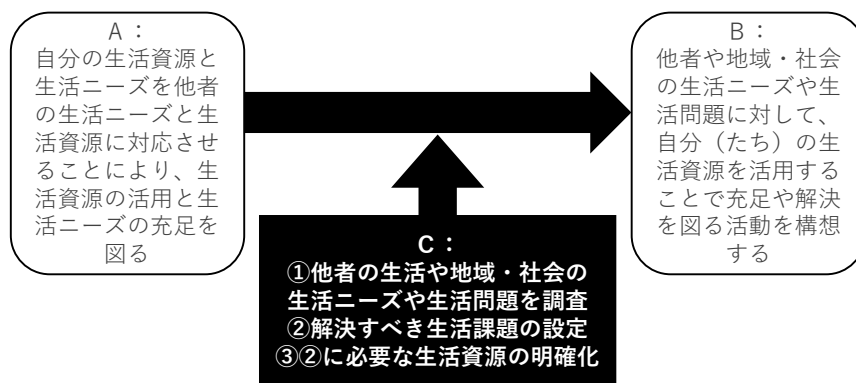 A：
自分の生活資源と
生活ニーズを他者
の生活ニーズと生
活資源に対応させ
ることにより、生
活資源の活用と生
活ニーズの充足を
図る
B：
他者や地域・社会
の生活ニーズや生
活問題に対して、
自分（たち）の生
活資源を活用する
ことで充足や解決
を図る活動を構想
する
C：
①他者の生活や地域・社会の
生活ニーズや生活問題を調査
②解決すべき生活課題の設定
③②に必要な生活資源の明確化